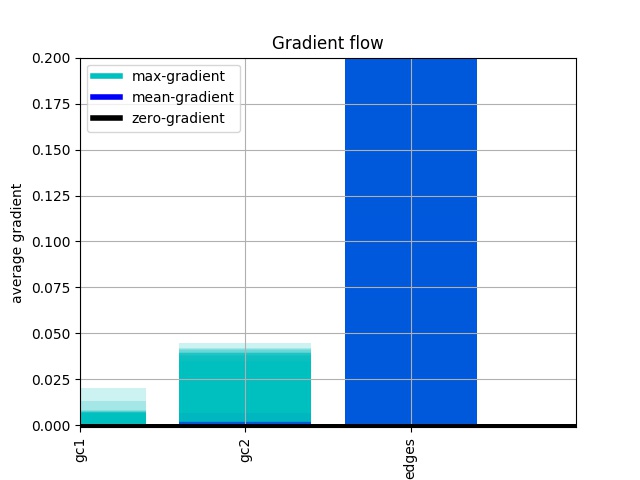 Gradient flow
max-gradient
mean-gradient
zero-gradient
average gradient
0.200
0.175
0.150
0.125
0.100
0.075
0.050
0.025
0.000
gc1
gc2
edges